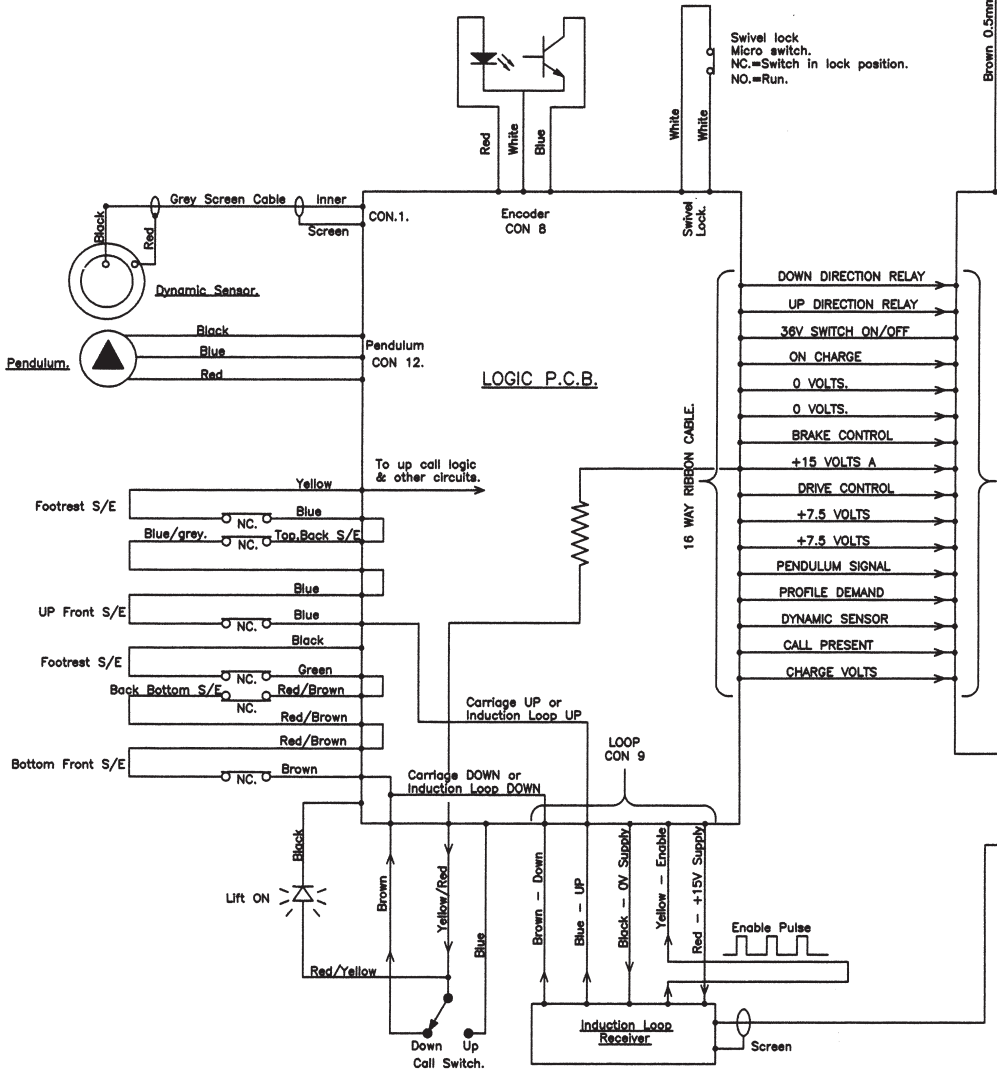 Swivel lock
Micro switch.
NC.=Switch in lock position.
NO.=Run.
Brown 0.5mm
Red
White
Blue
White
White
Grey Screen Cable
Inner
Screen
CON.1.
Black
Red
Dynamic Sensor.
Encoder
CON 8
Swivel
Lock.
Pendulum.
Black
Blue
Red
Pendulum
CON 12.
LOGIC P.C.B.
16 WAY RIBBON CABLE.
DOWN DIRECTION RELAY
UP DIRECTION RELAY
36V SWITCH ON/OFF
ON CHARGE
0 VOLTS.
0 VOLTS.
BRAKE CONTROL
+15 VOLTS A
DRIVE CONTROL
+7.5 VOLTS
+7.5 VOLTS
PENDULUM SIGNAL
PROFILE DEMAND
DYNAMIC SENSOR
CALL PRESENT
CHARGE VOLTS
To up call logic
& other circuits.
Yellow
Footrest S/E
NC.
Blue
Blue/grey.
NC.
Top.Back S/E
Blue
UP Front S/E
NC.
Blue
Black
Footrest S/E
NC.
Green
Back Bottom S/E
NC.
Red/Brown
Red/Brown
Red/Brown
Bottom Front S/E
NC.
Brown
Carriage UP or
Induction Loop UP
Carriage DOWN or
Induction Loop DOWN
LOOP
CON 9
Black
Lift ON
Red/Yellow
Brown
Yellow/Red
Blue
Down
Up
Call Switch.
Brown - Down
Blue - UP
Black - 0V Supply
Yellow - Enable
Red - +15V Supply
Enable Pulse
Induction Loop
Receiver
Screen